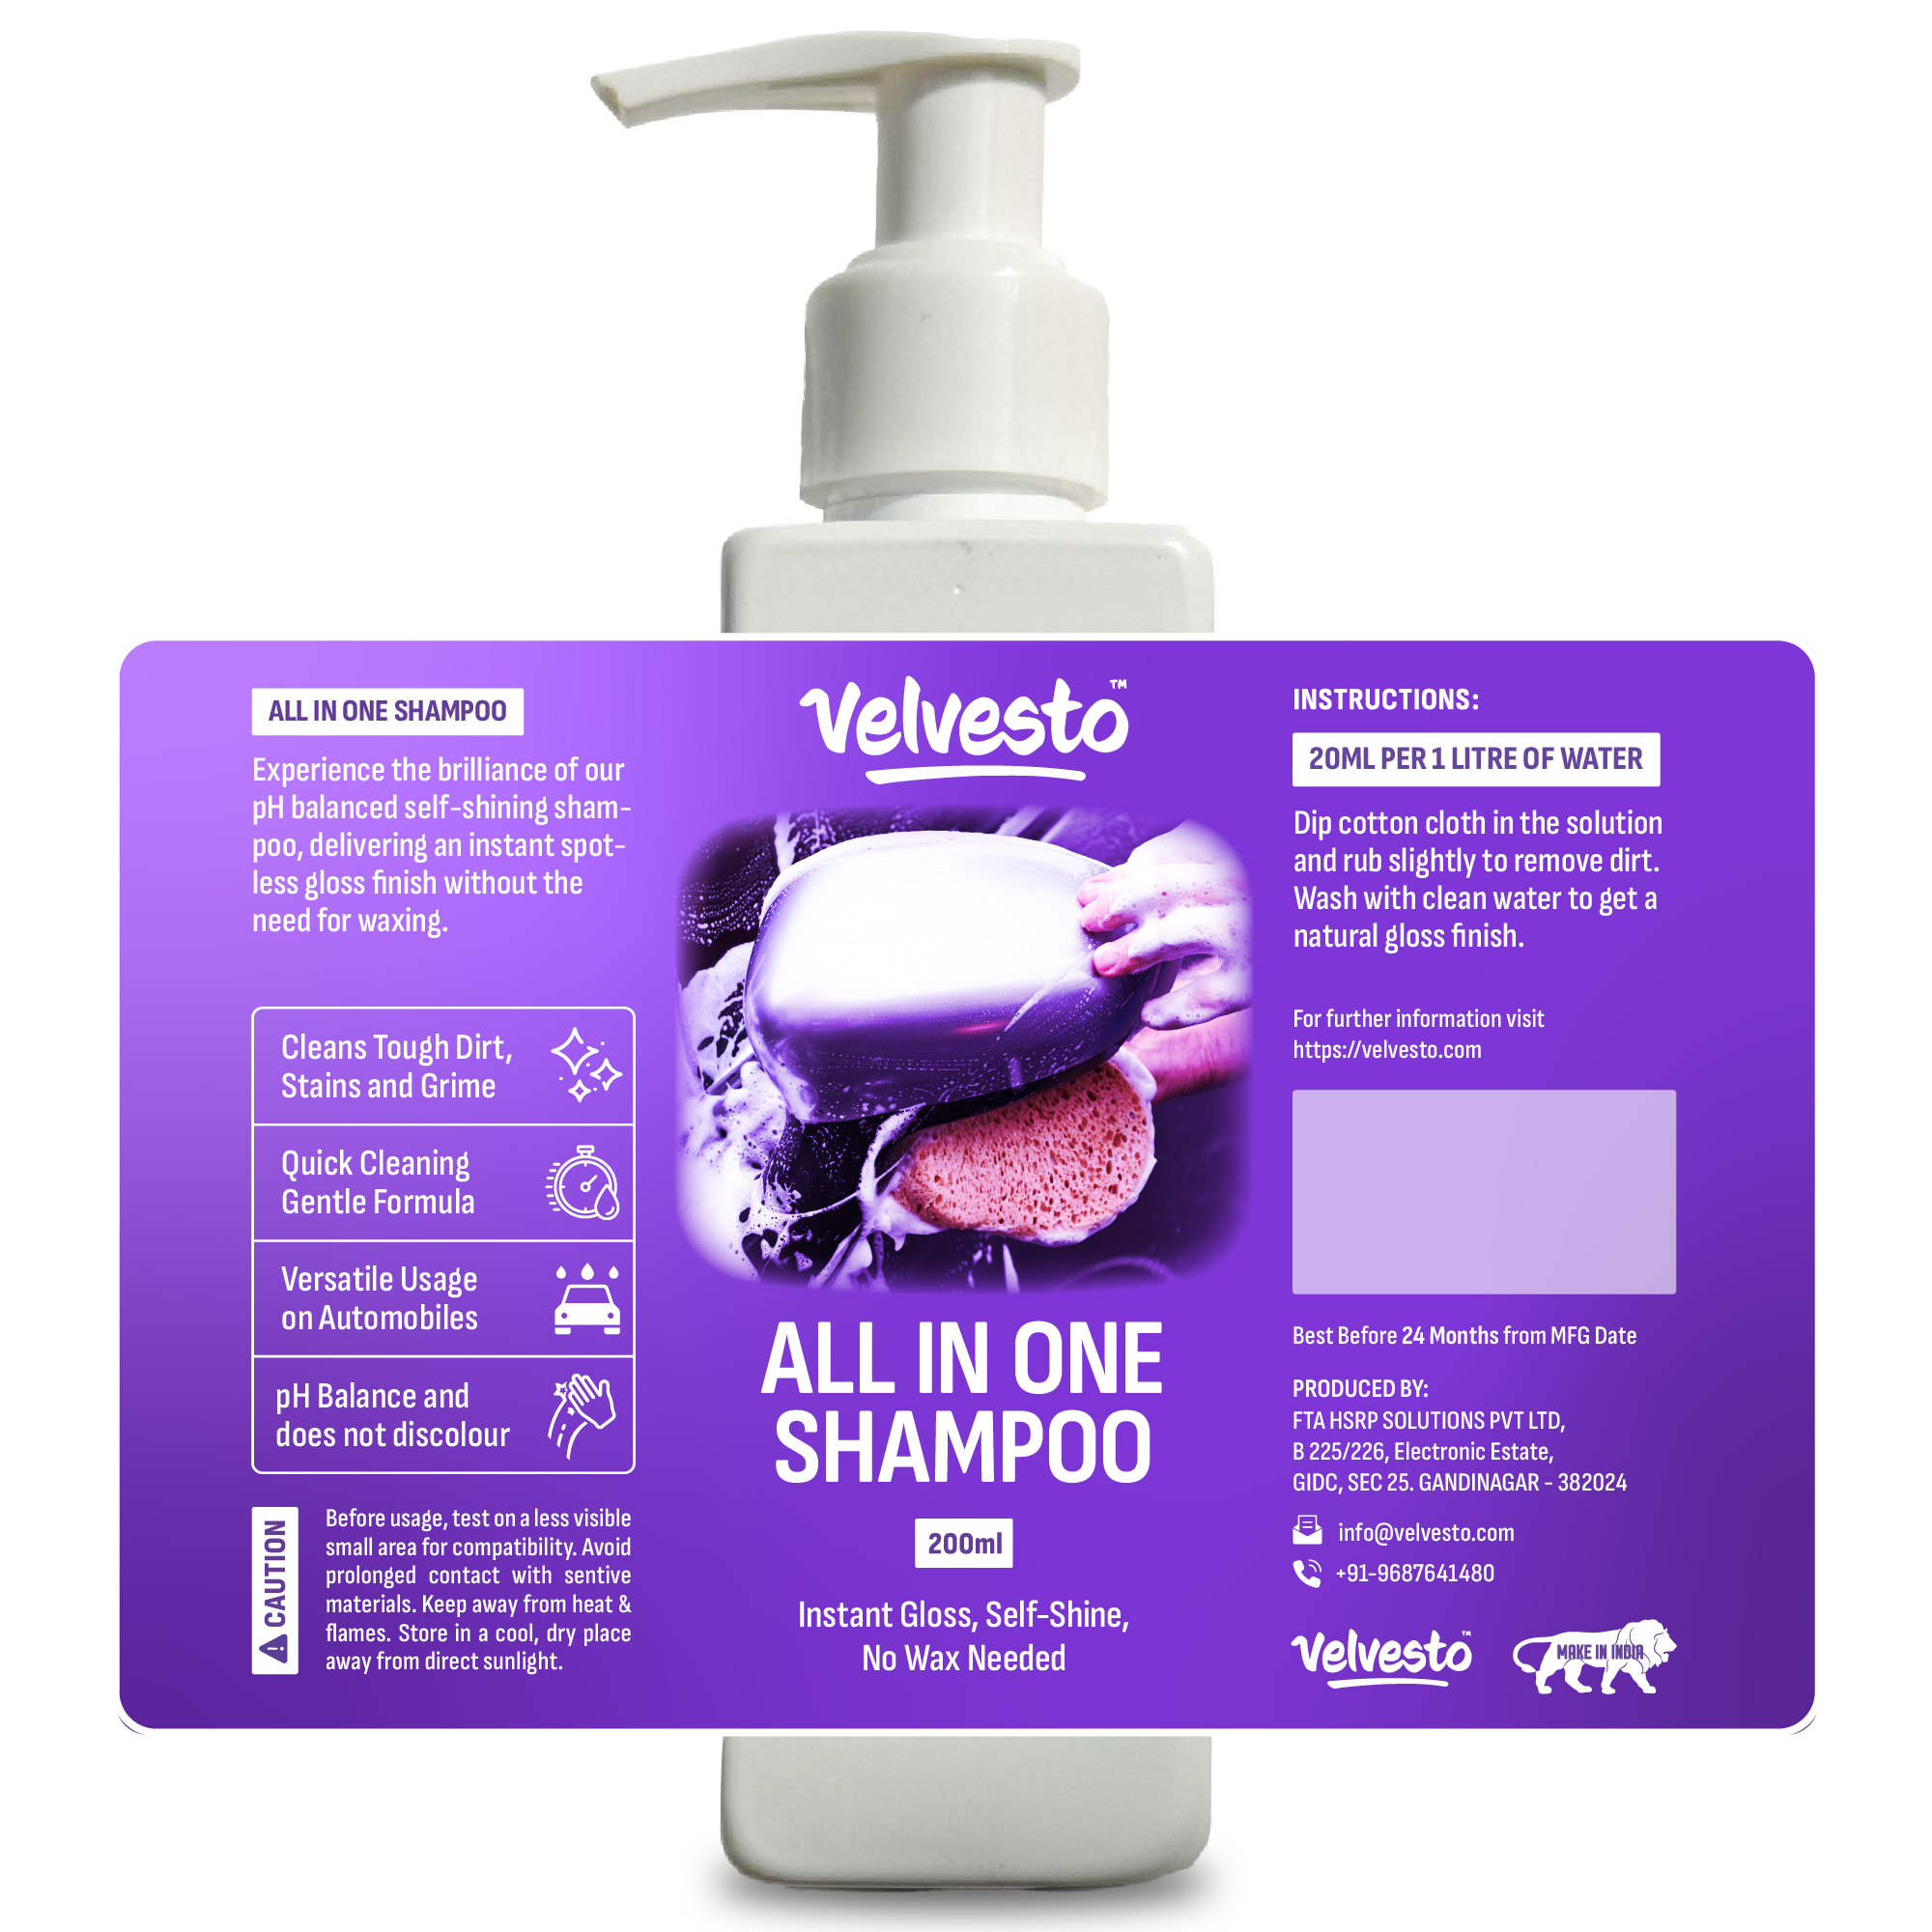 ALL IN ONE SHAMPOO
Experience the brilliance of our
pH balanced self-shining sham-
poo, delivering an instant spot-
less gloss finish without the
need for waxing.
Cleans Tough Dirt,
Stains and Grime
Quick Cleaning
Gentle Formula
Versatile Usage
on Automobiles
pH Balance and
does not discolour
CAUTION
Before usage, test on a less visible
small area for compatibility. Avoid
prolonged contact with sentive
materials. Keep away from heat &
flames. Store in a cool, dry place
away from direct sunlight.
Velvesto™
ALL IN ONE
SHAMPOO
200ml
Instant Gloss, Self-Shine,
No Wax Needed
INSTRUCTIONS:
20ML PER 1 LITRE OF WATER
Dip cotton cloth in the solution
and rub slightly to remove dirt.
Wash with clean water to get a
natural gloss finish.
For further information visit
https://velvesto.com
Best Before 24 Months from MFG Date
PRODUCED BY:
FTA HSRP SOLUTIONS PVT LTD,
B 225/226, Electronic Estate,
GIDC, SEC 25. GANDINAGAR - 382024
info@velvesto.com
+91-9687641480
Velvesto™
MAKE IN INDIA